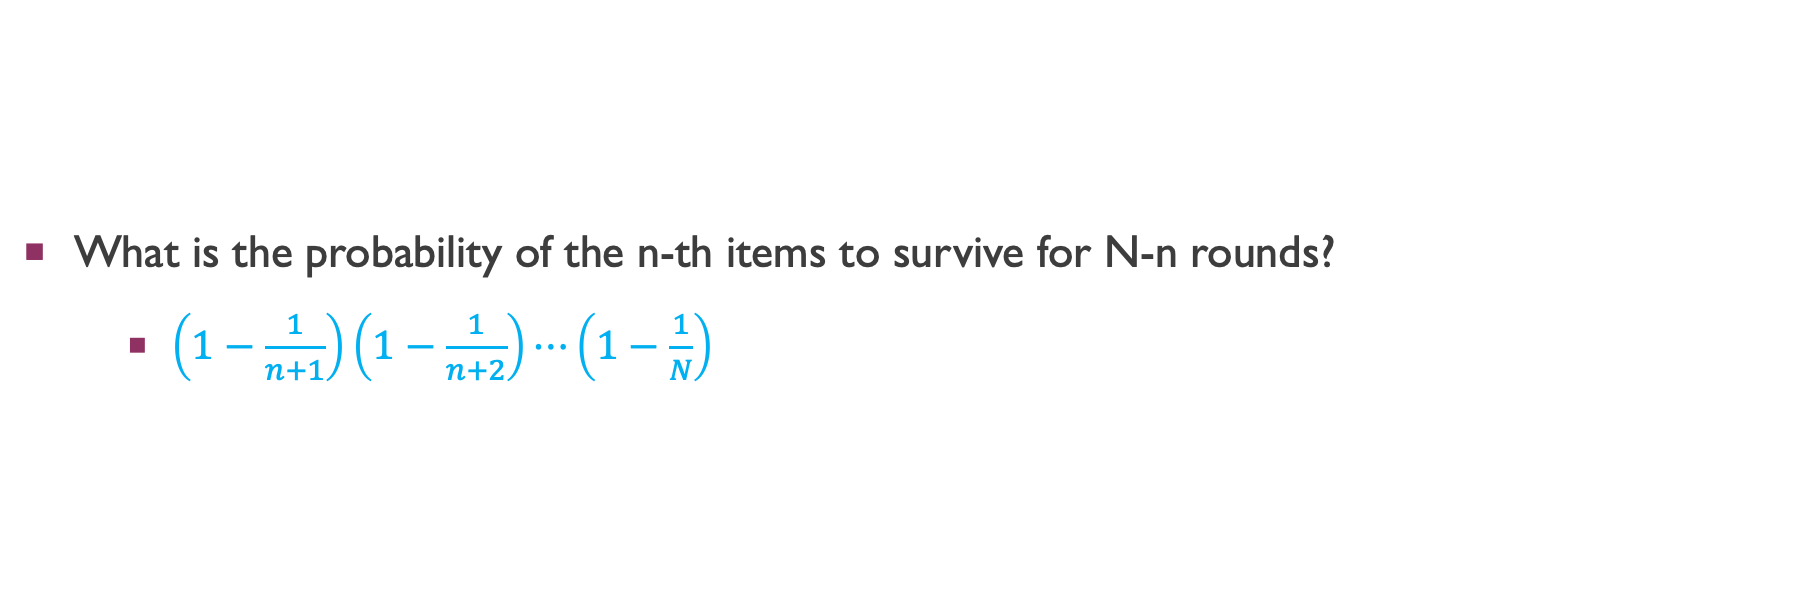 What is the probability of the n-th items to survive for N-n rounds?
(1 − 1/(n+1))(1 − 1/(n+2))⋯(1 − 1/N)